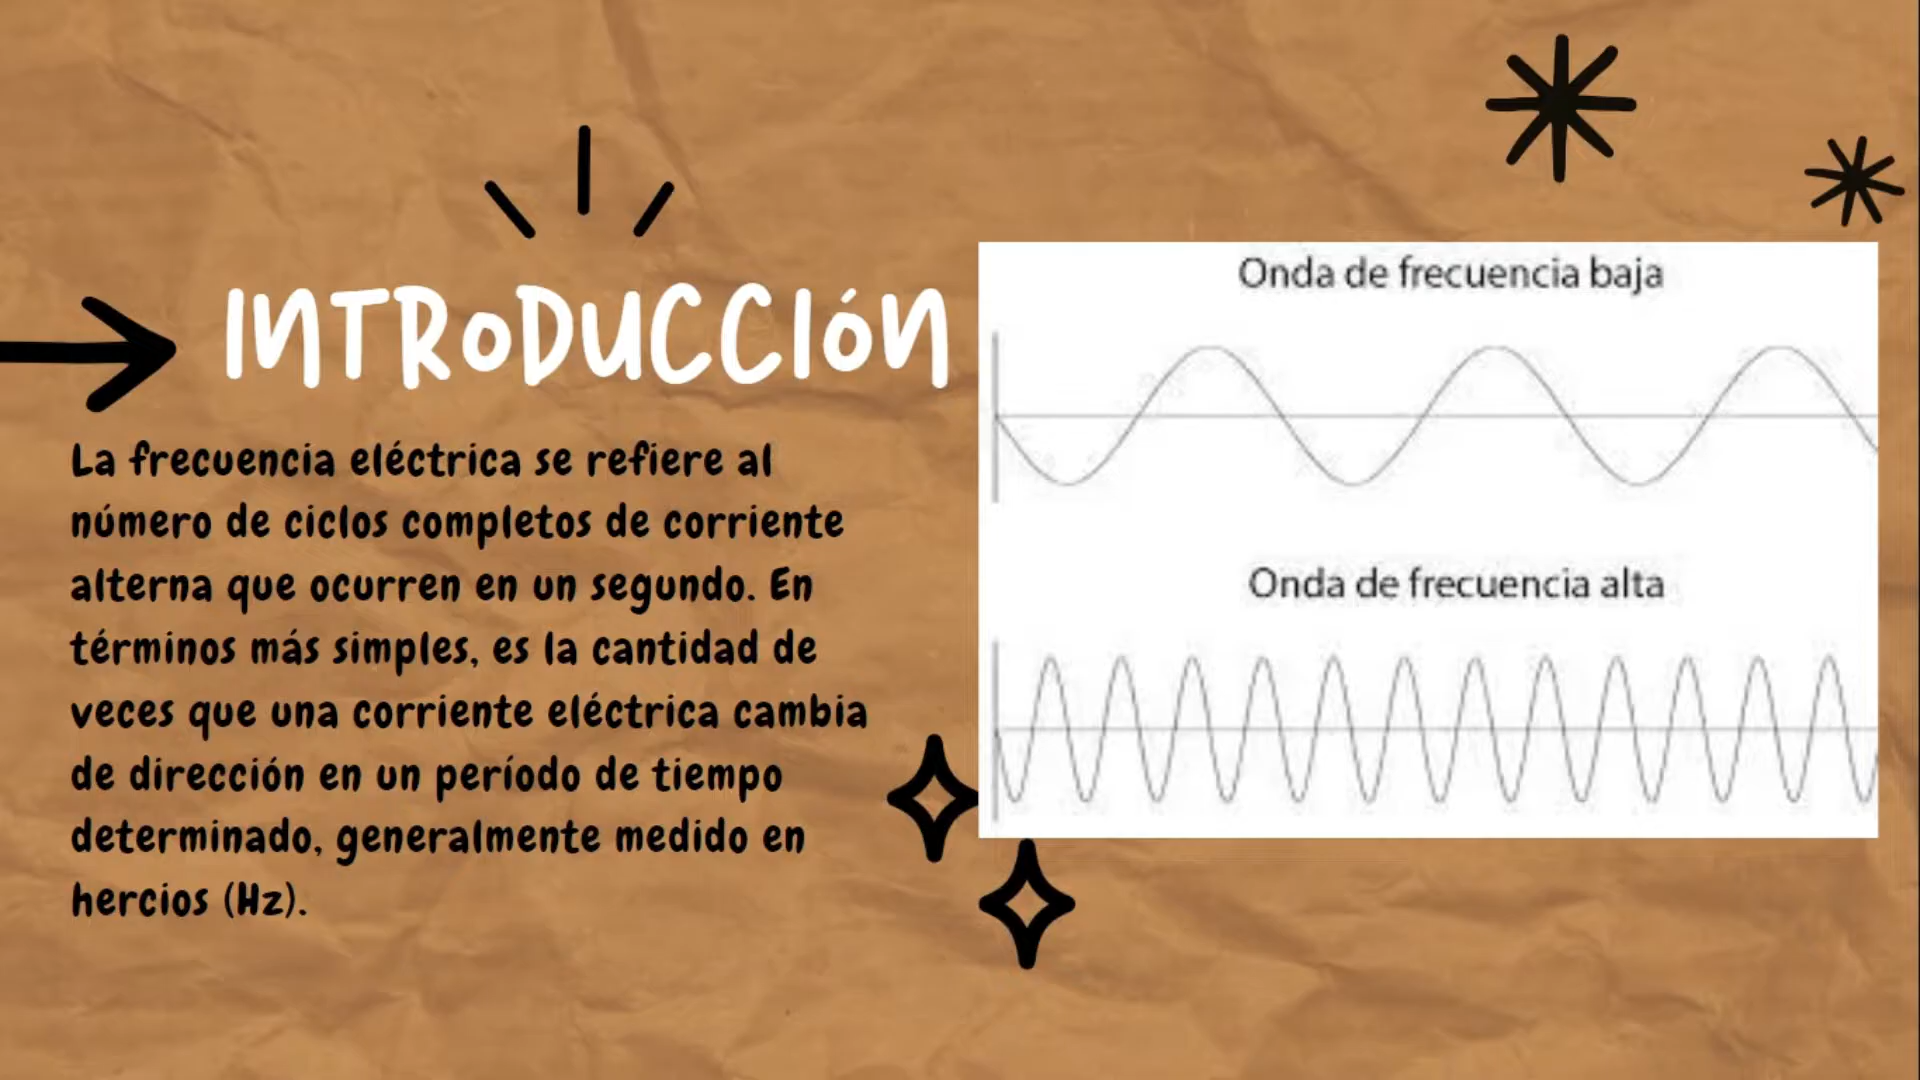 INTRODUCCIÓN
La frecuencia eléctrica se refiere al
número de ciclos completos de corriente
alterna que ocurren en un segundo. En
términos más simples, es la cantidad de
veces que una corriente eléctrica cambia
de dirección en un período de tiempo
determinado, generalmente medido en
hercios (Hz).
Onda de frecuencia baja
Onda de frecuencia alta